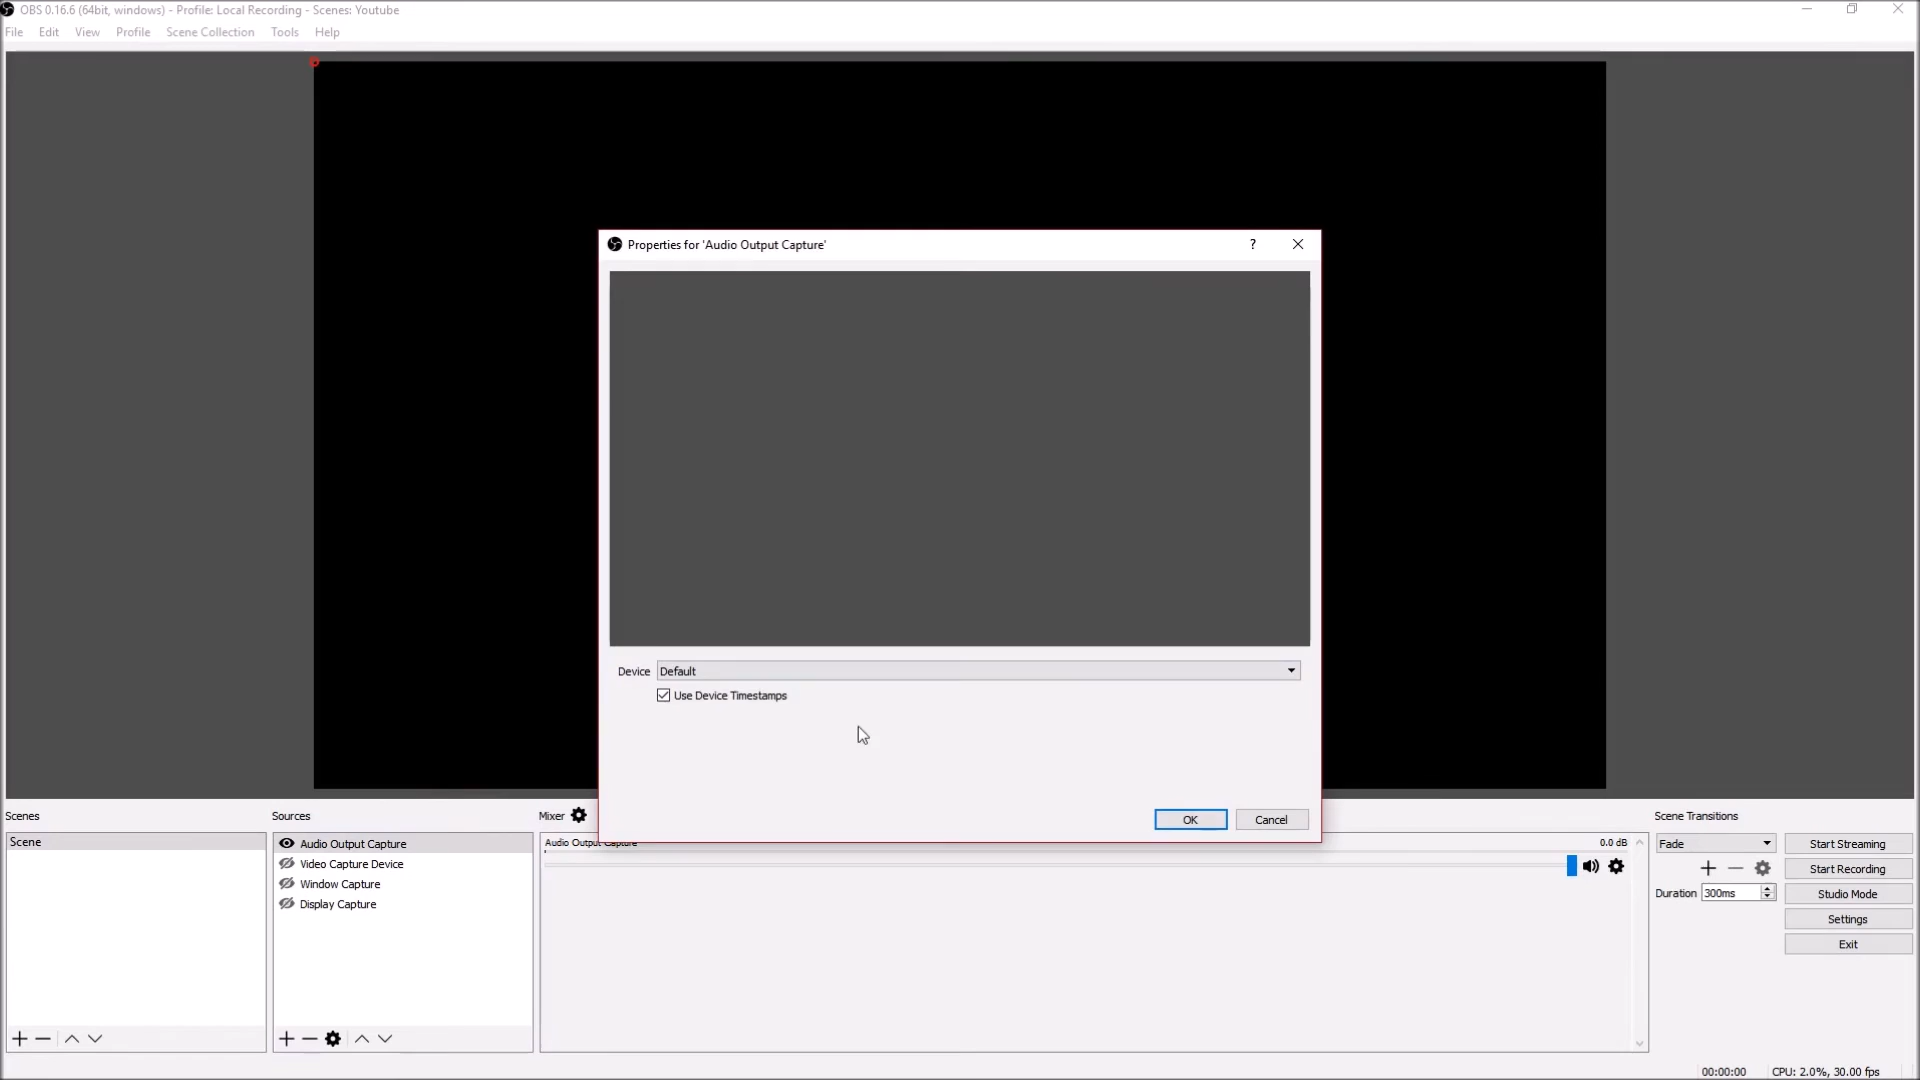 OBS 0.16.6 (64bit, windows) - Profile: Local Recording - Scenes: Youtube
File Edit View Profile Scene Collection Tools Help
Properties for 'Audio Output Capture'
?
Device Default
Use Device Timestamps
OK Cancel
Scenes
Scene
Sources
Audio Output Capture
Video Capture Device
Window Capture
Display Capture
Mixer
Audio Output Capture 0.0 dB
Scene Transitions
Fade
Duration 300ms
Start Streaming
Start Recording
Studio Mode
Settings
Exit
00:00:00 CPU: 2.0%, 30.00 fps